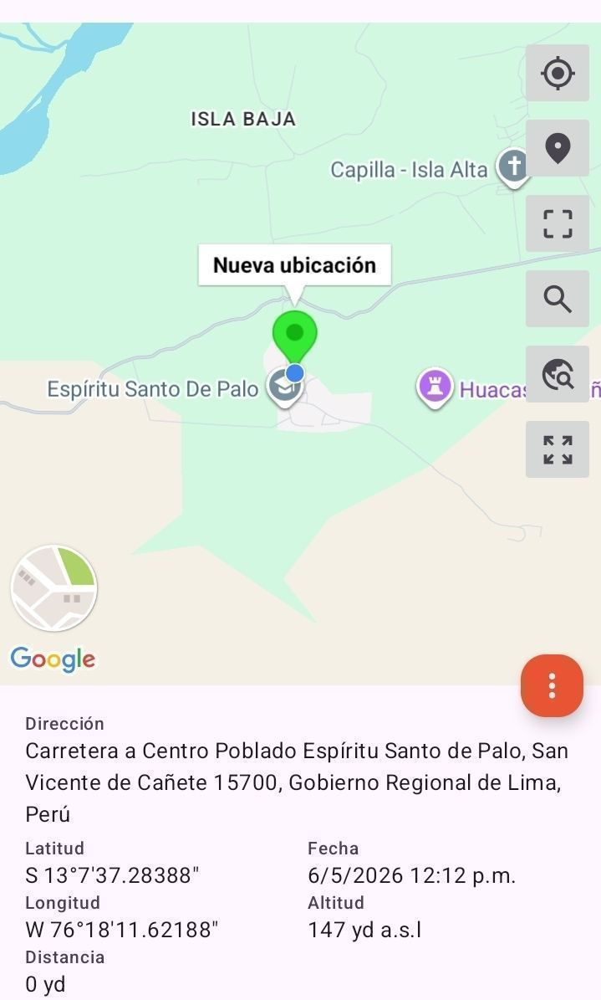 ISLA BAJA
Capilla - Isla Alta
Nueva ubicación
Espíritu Santo De Palo
Google
Dirección
Carretera a Centro Poblado Espíritu Santo de Palo, San
Vicente de Cañete 15700, Gobierno Regional de Lima,
Perú
Latitud
S 13°7'37.28388"
Fecha
6/5/2026 12:12 p.m.
Longitud
W 76°18'11.62188"
Altitud
147 yd a.s.l
Distancia
0 yd